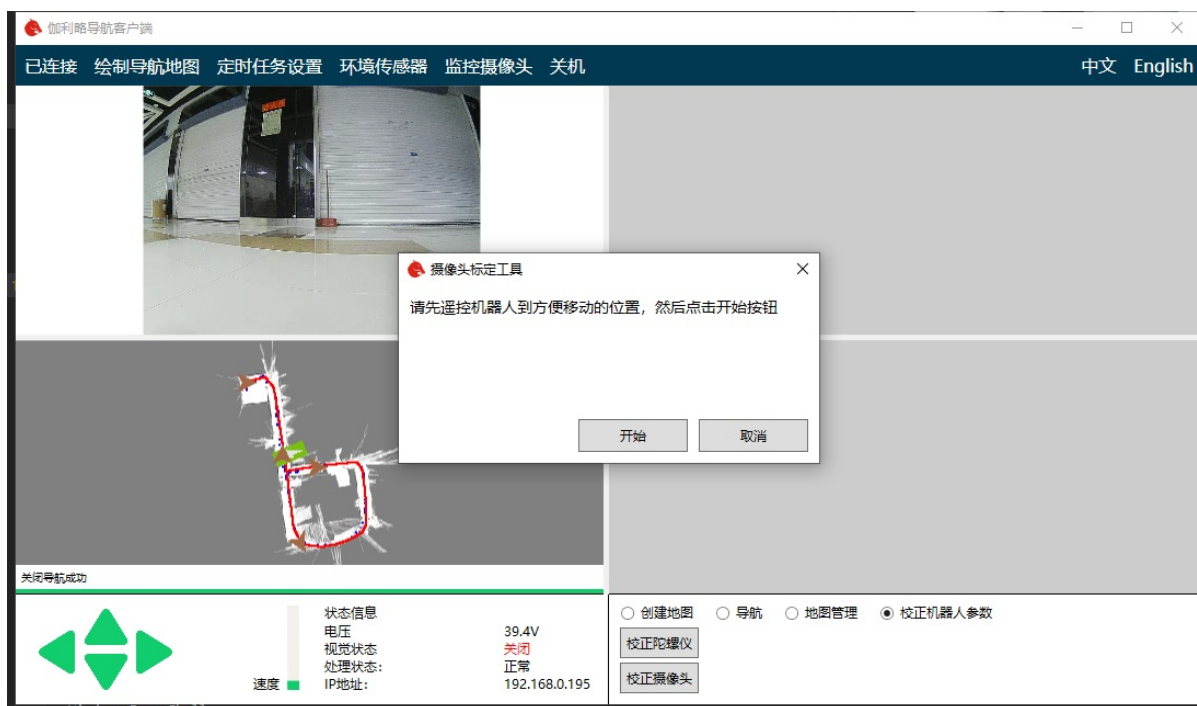 伽利略导航客户端
已连接 绘制导航地图 定时任务设置 环境传感器 监控摄像头 关机 中文 English
摄像头标定工具
请先遥控机器人到方便移动的位置，然后点击开始按钮
开始 取消
关闭导航成功
速度
状态信息
电压 39.4V
视觉状态 关闭
处理状态: 正常
IP地址: 192.168.0.195
创建地图 导航 地图管理 校正机器人参数
校正陀螺仪
校正摄像头